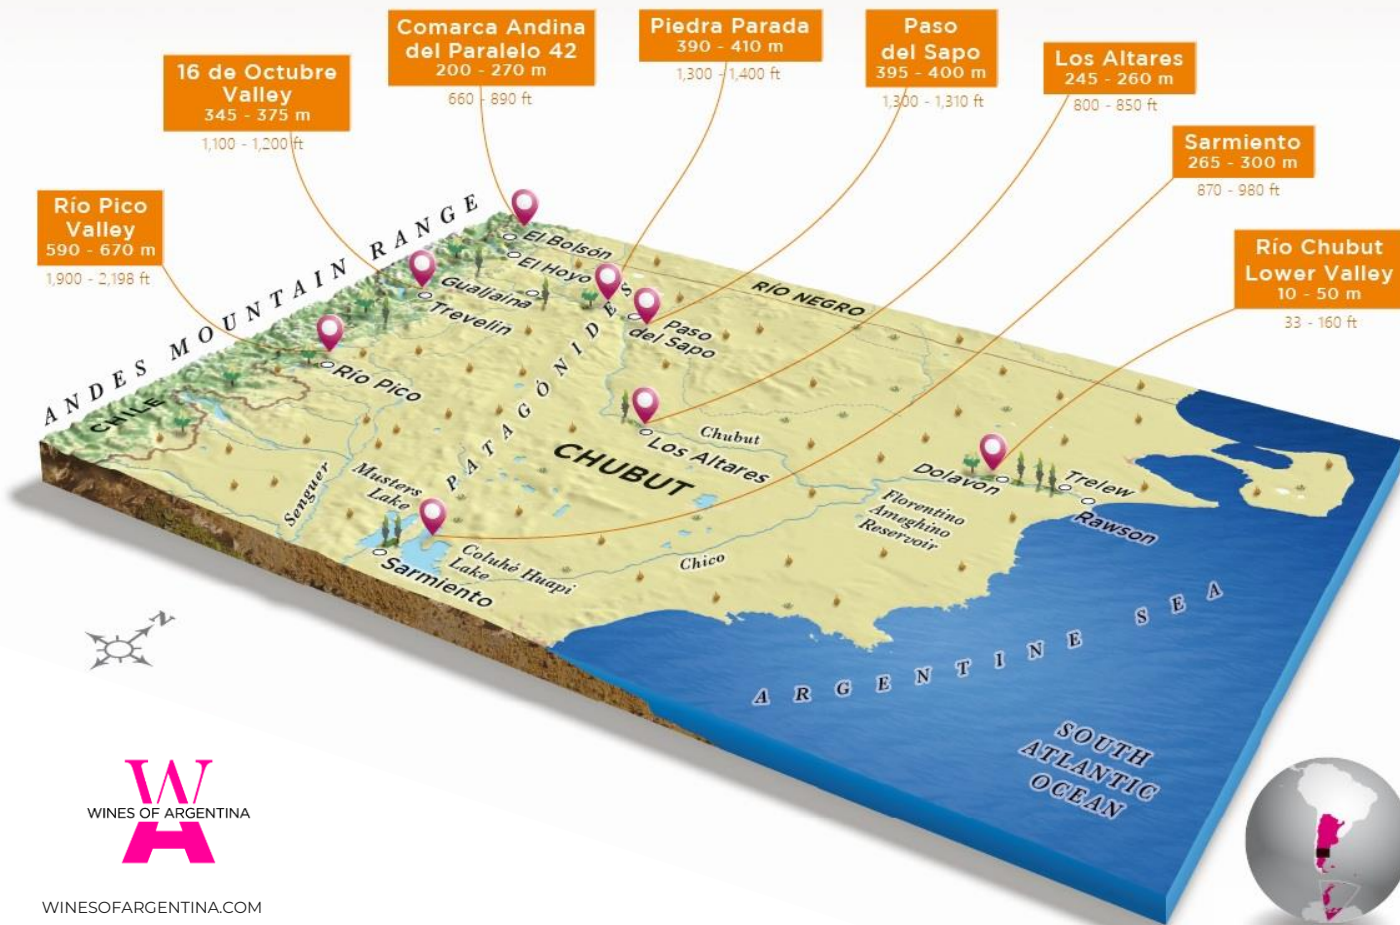 Comarca Andina
del Paralelo 42
200 - 270 m
660 - 890 ft
Piedra Parada
390 - 410 m
1,300 - 1,400 ft
Paso
del Sapo
395 - 400 m
1,300 - 1,310 ft
Los Altares
245 - 260 m
800 - 850 ft
16 de Octubre
Valley
345 - 375 m
1,100 - 1,200 ft
Sarmiento
265 - 300 m
870 - 980 ft
Río Pico
Valley
590 - 670 m
1,900 - 2,198 ft
Río Chubut
Lower Valley
10 - 50 m
33 - 160 ft
ANDES MOUNTAIN RANGE
CHILE
El Bolsón
El Hoyo
Gualjaina
Trevelin
Río Pico
RÍO NEGRO
Paso
del Sapo
PATAGÓNIDES
Los Altares
Chubut
CHUBUT
Dolavon
Trelew
Rawson
Florentino
Ameghino
Reservoir
Senguer
Musters
Lake
Coluhé Huapi
Lake
Sarmiento
Chico
N
ARGENTINE SEA
SOUTH
ATLANTIC
OCEAN
WA
WINES OF ARGENTINA
WINESOFARGENTINA.COM